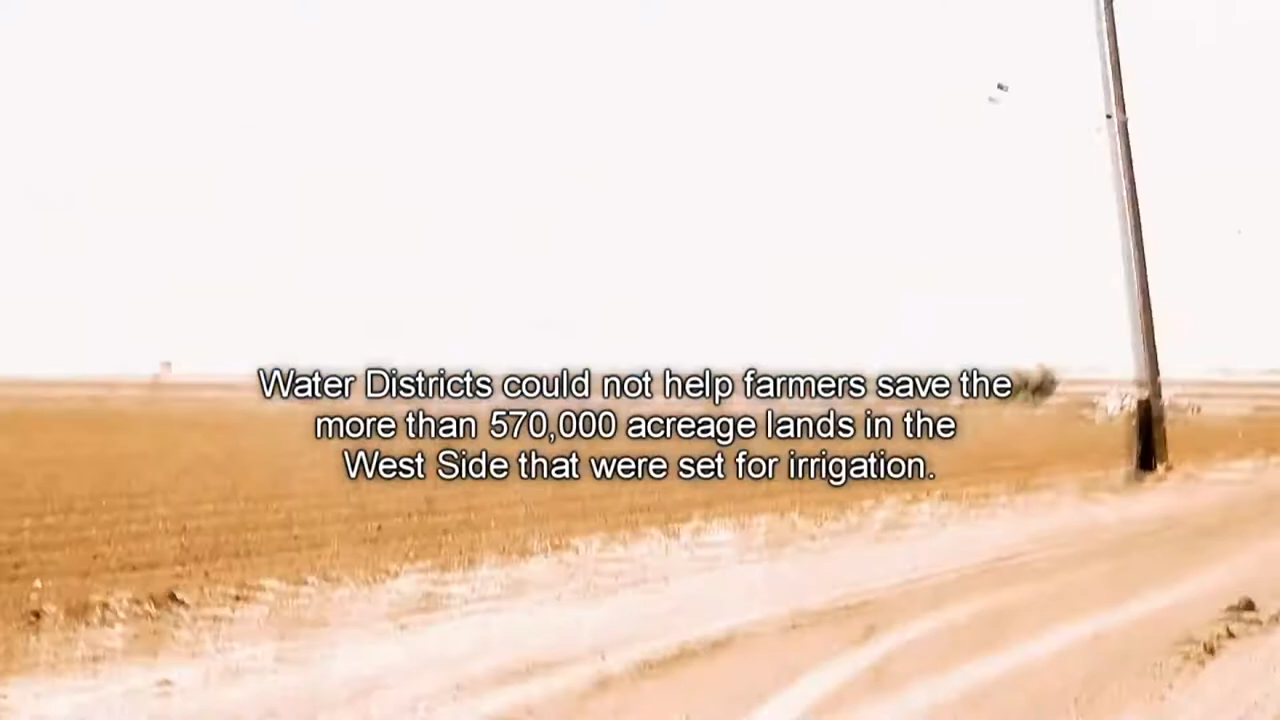 Water Districts could not help farmers save the
more than 570,000 acreage lands in the
West Side that were set for irrigation.